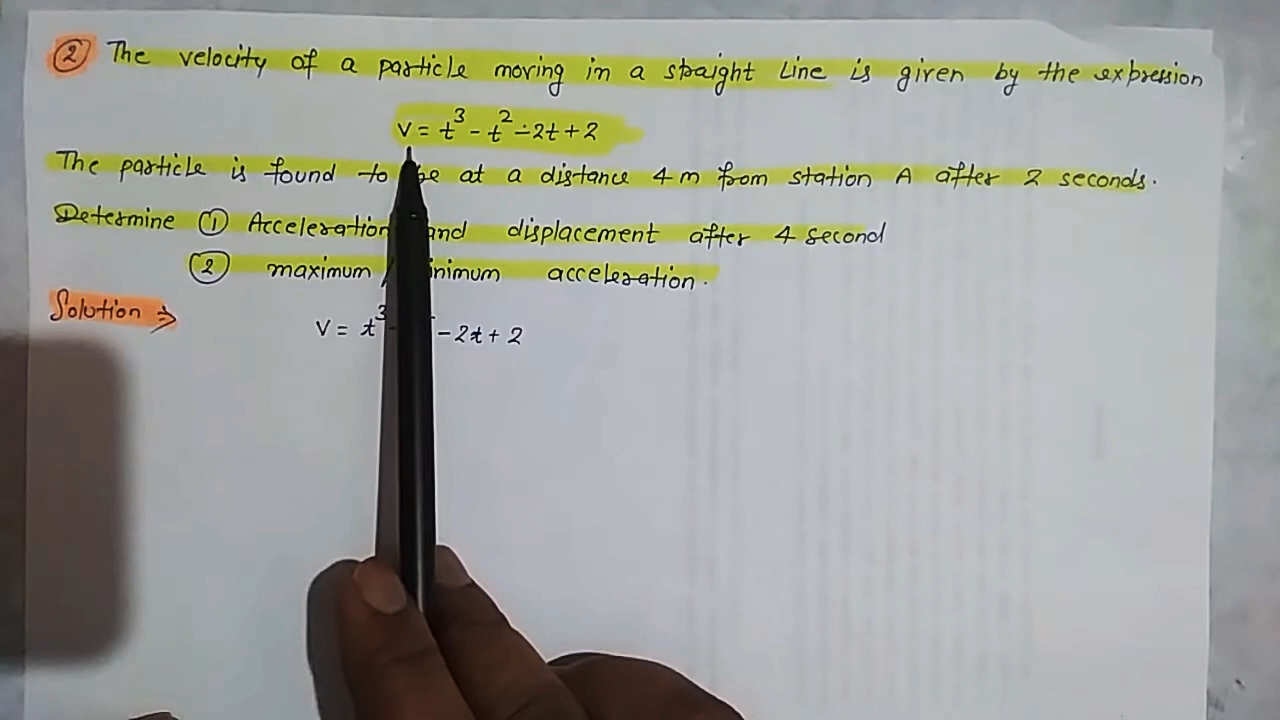 2 The velocity of a particle moving in a straight Line is given by the expression
v = t³ - t² - 2t + 2
The particle is found to be at a distance 4 m from station A after 2 seconds.
Determine 1 Acceleration and displacement after 4 second
2 maximum / acceleration.
Solution ⇒
V = t³ - - 2t + 2